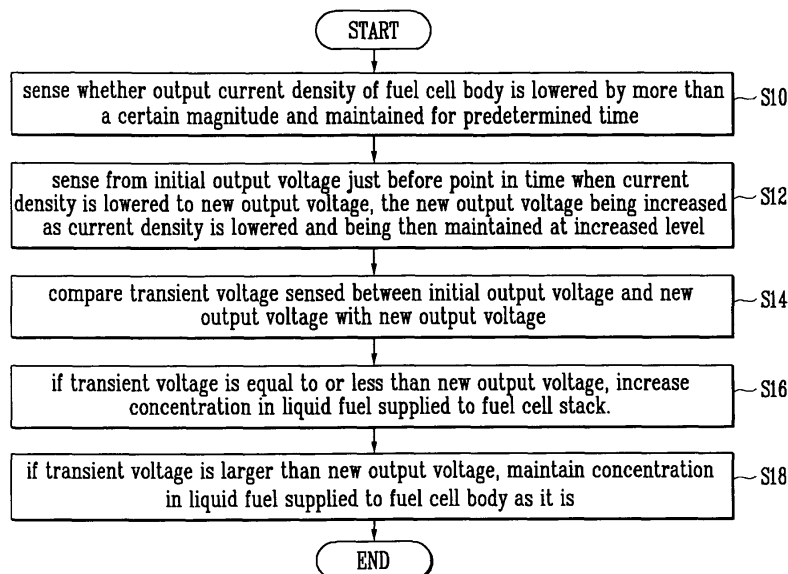 START
sense whether output current density of fuel cell body is lowered by more than
a certain magnitude and maintained for predetermined time
S10
sense from initial output voltage just before point in time when current
density is lowered to new output voltage, the new output voltage being increased
as current density is lowered and being then maintained at increased level
S12
compare transient voltage sensed between initial output voltage and new
output voltage with new output voltage
S14
if transient voltage is equal to or less than new output voltage, increase
concentration in liquid fuel supplied to fuel cell stack.
S16
if transient voltage is larger than new output voltage, maintain concentration
in liquid fuel supplied to fuel cell body as it is
S18
END